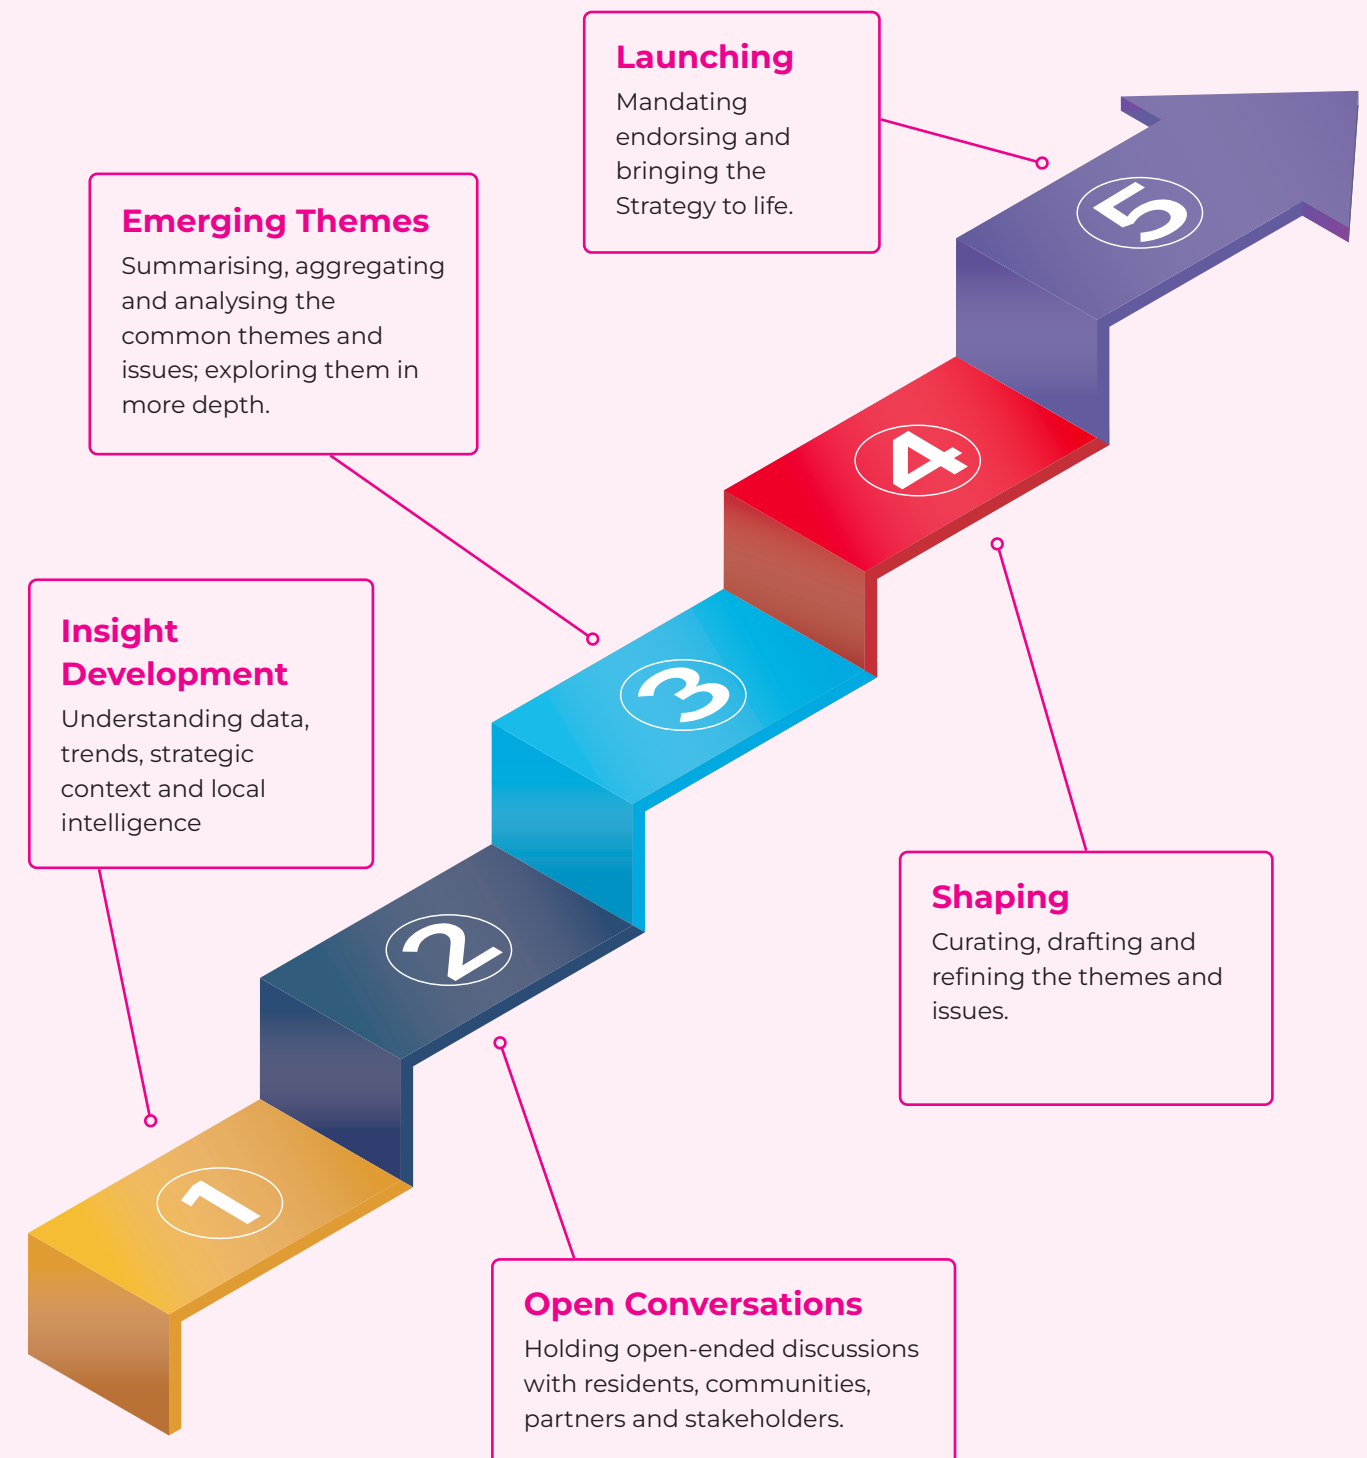 Launching
Mandating
endorsing and
bringing the
Strategy to life.
Emerging Themes
Summarising, aggregating
and analysing the
common themes and
issues; exploring them in
more depth.
5
4
Insight
Development
Understanding data,
trends, strategic
context and local
intelligence
3
Shaping
Curating, drafting and
refining the themes and
issues.
2
1
Open Conversations
Holding open-ended discussions
with residents, communities,
partners and stakeholders.